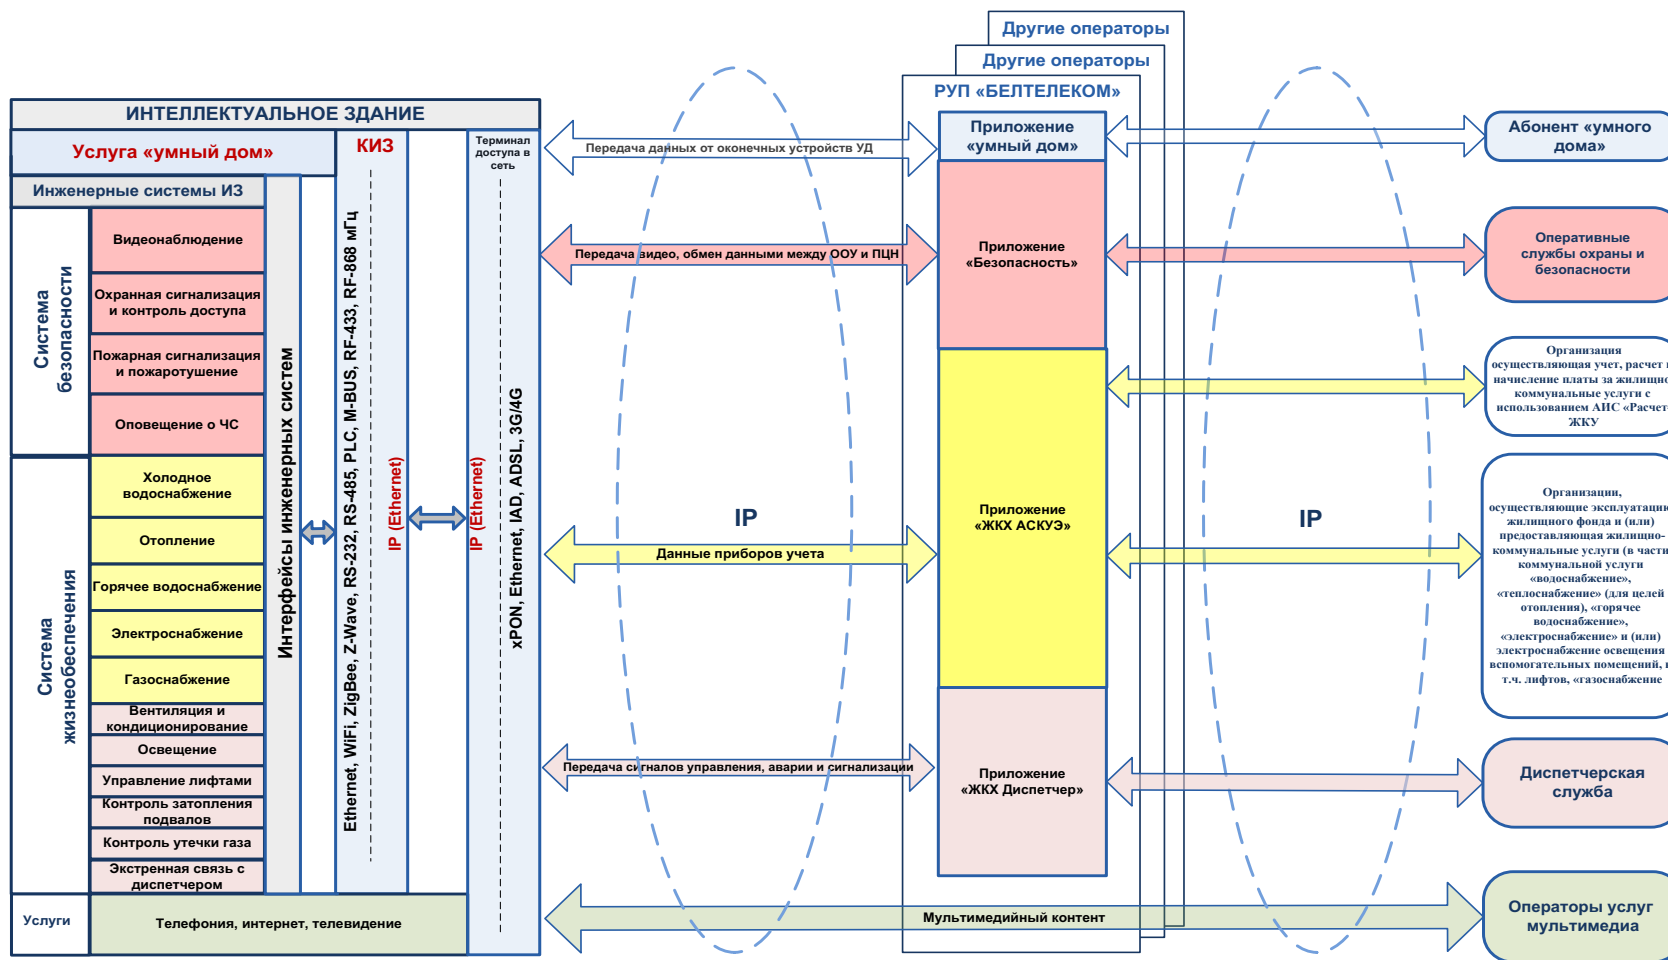 Другие операторы
Другие операторы
РУП «БЕЛТЕЛЕКОМ»
ИНТЕЛЛЕКТУАЛЬНОЕ ЗДАНИЕ
Услуга «умный дом»
КИЗ
Терминал
доступа в
сеть
Инженерные системы ИЗ
Система
безопасности
Видеонаблюдение
Охранная сигнализация
и контроль доступа
Пожарная сигнализация
и пожаротушение
Оповещение о ЧС
Система
жизнеобеспечения
Холодное
водоснабжение
Отопление
Горячее водоснабжение
Электроснабжение
Газоснабжение
Вентиляция и
кондиционирование
Освещение
Управление лифтами
Контроль затопления
подвалов
Контроль утечки газа
Экстренная связь с
диспетчером
Услуги
Телефония, интернет, телевидение
Интерфейсы инженерных систем
Ethernet, WiFi, ZigBee, Z-Wave, RS-232, RS-485, PLC, M-BUS, RF-433, RF-868 мГц
IP (Ethernet)
IP (Ethernet)
xPON, Ethernet, IAD, ADSL, 3G/4G
Передача данных от оконечных устройств УД
Передача видео, обмен данными между ООУ и ПЦН
IP
Данные приборов учета
Передача сигналов управления, аварии и сигнализации
Мультимедийный контент
Приложение
«умный дом»
Приложение
«Безопасность»
Приложение
«ЖКХ АСКУЭ»
Приложение
«ЖКХ Диспетчер»
IP
Абонент «умного
дома»
Оперативные
службы охраны и
безопасности
Организация
осуществляющая учет, расчет
начисление платы за жилищно
коммунальные услуги с
использованием АИС «Расчет-
ЖКУ
Организации,
осуществляющие эксплуатацию
жилищного фонда и (или)
предоставляющая жилищно-
коммунальные услуги (в части
коммунальной услуги
«водоснабжение»,
«теплоснабжение» (для целей
отопления), «горячее
водоснабжение»,
«электроснабжение» и (или)
электроснабжение освещения
вспомогательных помещений,
т.ч. лифтов, «газоснабжение
Диспетчерская
служба
Операторы услуг
мультимедиа